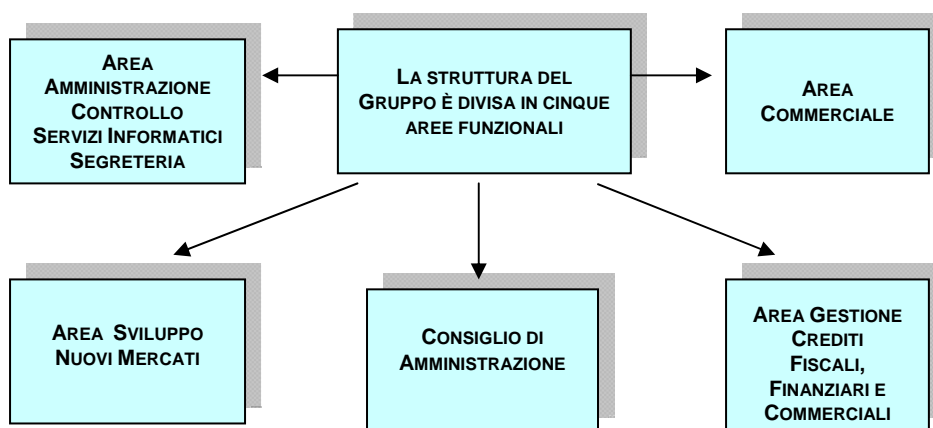 AREA
AMMINISTRAZIONE
CONTROLLO
SERVIZI INFORMATICI
SEGRETERIA
LA STRUTTURA DEL
GRUPPO È DIVISA IN CINQUE
AREE FUNZIONALI
AREA
COMMERCIALE
AREA SVILUPPO
NUOVI MERCATI
CONSIGLIO DI
AMMINISTRAZIONE
AREA GESTIONE
CREDITI
FISCALI,
FINANZIARI E
COMMERCIALI